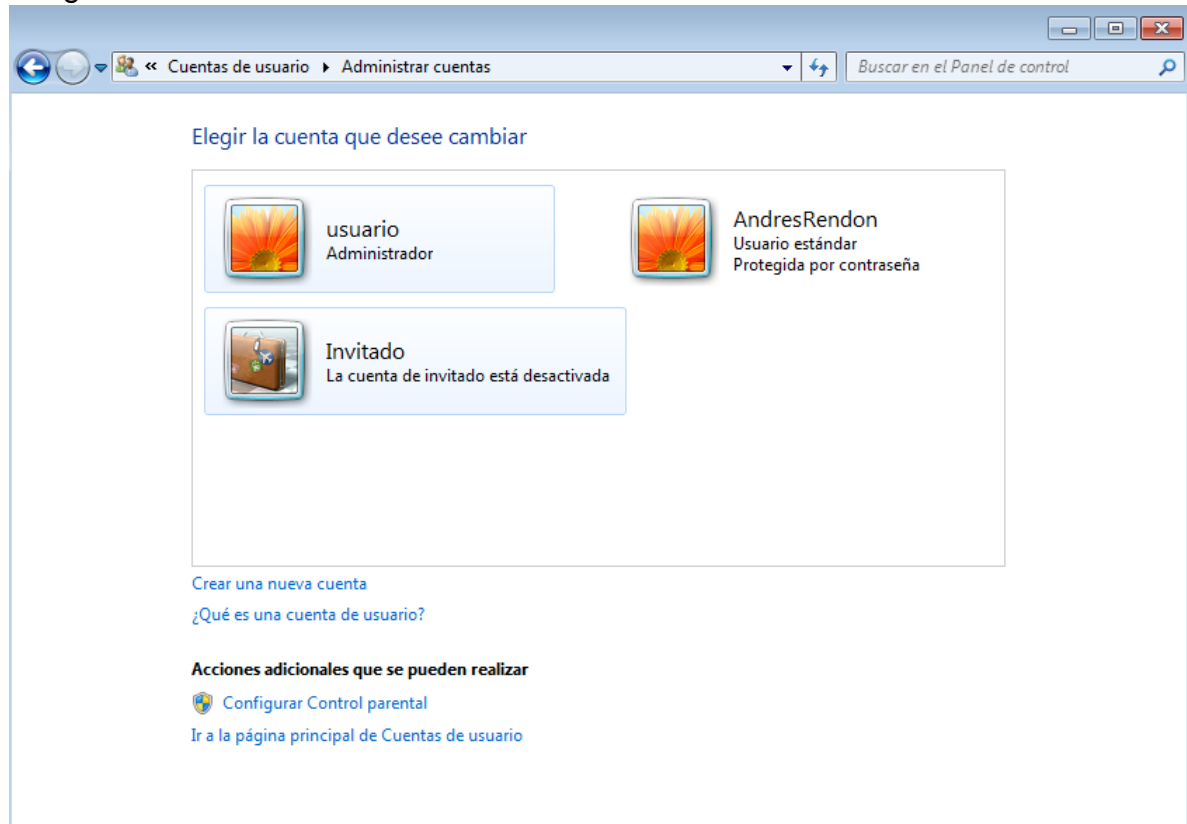 « Cuentas de usuario ▸ Administrar cuentas
Buscar en el Panel de control
Elegir la cuenta que desee cambiar
usuario
Administrador
AndresRendon
Usuario estándar
Protegida por contraseña
Invitado
La cuenta de invitado está desactivada
Crear una nueva cuenta
¿Qué es una cuenta de usuario?
Acciones adicionales que se pueden realizar
Configurar Control parental
Ir a la página principal de Cuentas de usuario